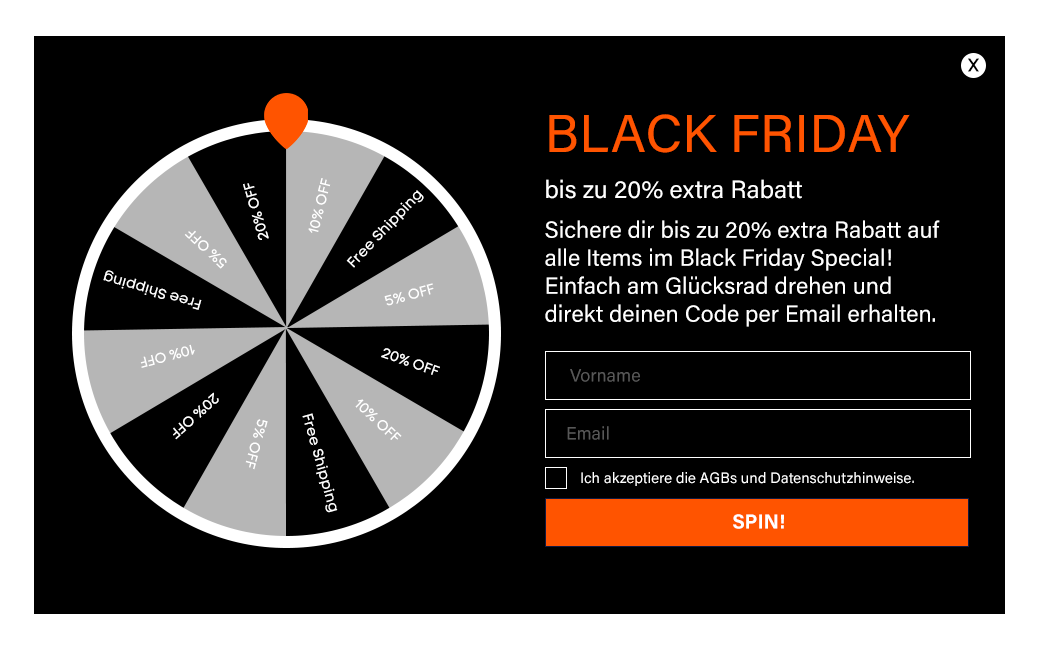 X
20% OFF
10% OFF
Free Shipping
5% OFF
20% OFF
10% OFF
Free Shipping
5% OFF
20% OFF
10% OFF
Free Shipping
5% OFF
BLACK FRIDAY
bis zu 20% extra Rabatt
Sichere dir bis zu 20% extra Rabatt auf
alle Items im Black Friday Special!
Einfach am Glücksrad drehen und
direkt deinen Code per Email erhalten.
Vorname
Email
Ich akzeptiere die AGBs und Datenschutzhinweise.
SPIN!